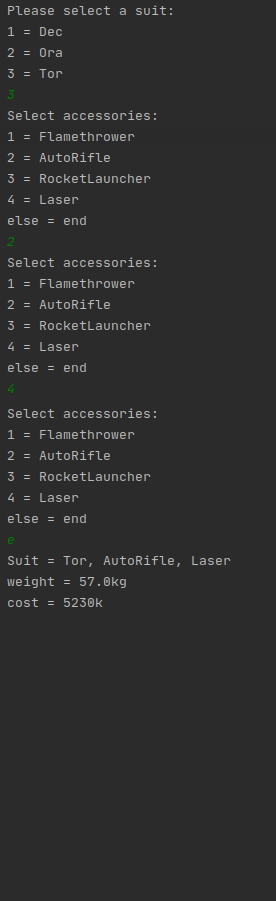 Please select a suit:
1 = Dec
2 = Ora
3 = Tor
3
Select accessories:
1 = Flamethrower
2 = AutoRifle
3 = RocketLauncher
4 = Laser
else = end
2
Select accessories:
1 = Flamethrower
2 = AutoRifle
3 = RocketLauncher
4 = Laser
else = end
4
Select accessories:
1 = Flamethrower
2 = AutoRifle
3 = RocketLauncher
4 = Laser
else = end
e
Suit = Tor, AutoRifle, Laser
weight = 57.0kg
cost = 5230k